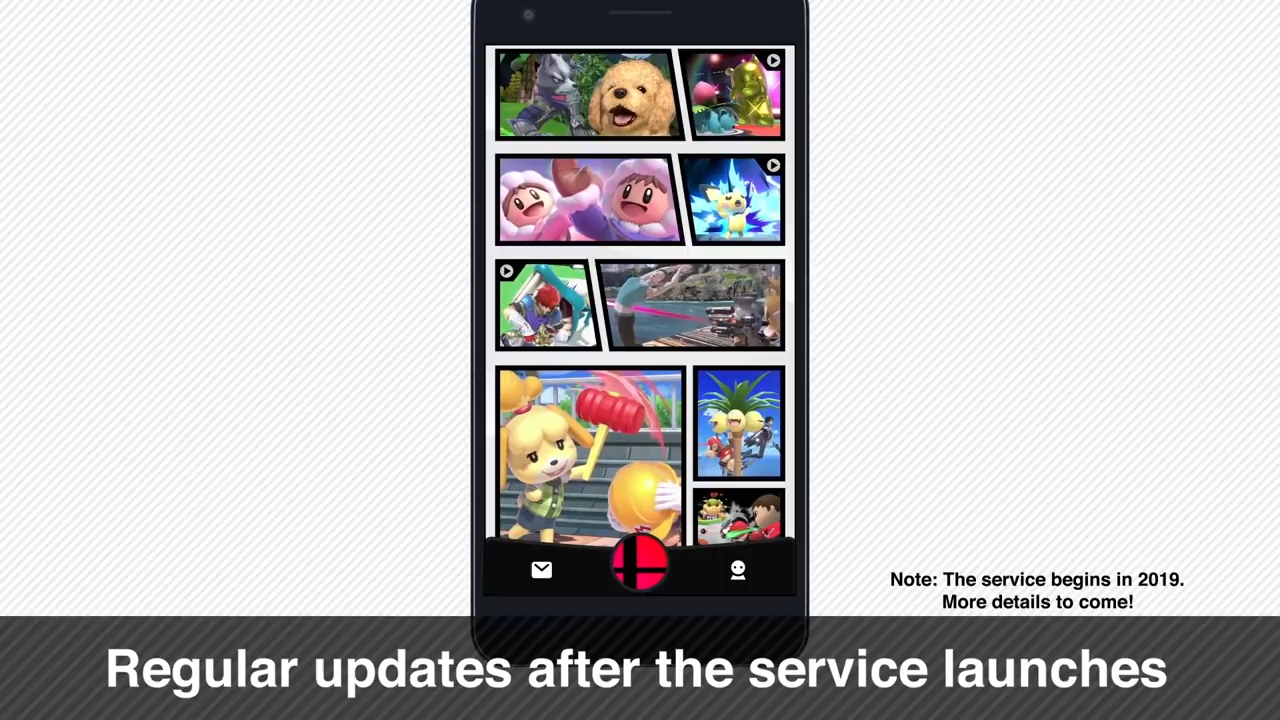 Note: The service begins in 2019.
More details to come!
Regular updates after the service launches